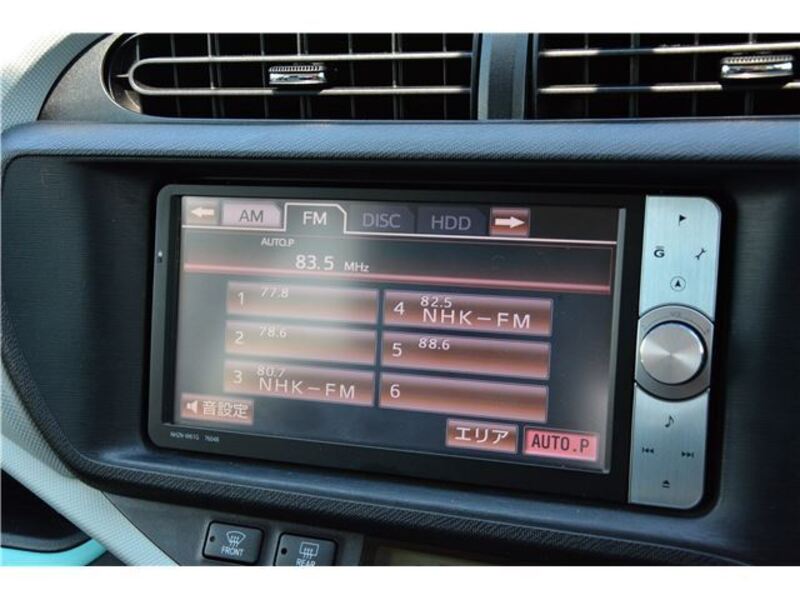 AM FM DISC HDD
AUTO.P
83.5 MHz
1 77.8
2 78.6
3 80.7 NHK-FM
4 82.5 NHK-FM
5 88.6
6
音設定
エリア
AUTO.P
G
VOL
FRONT
REAR